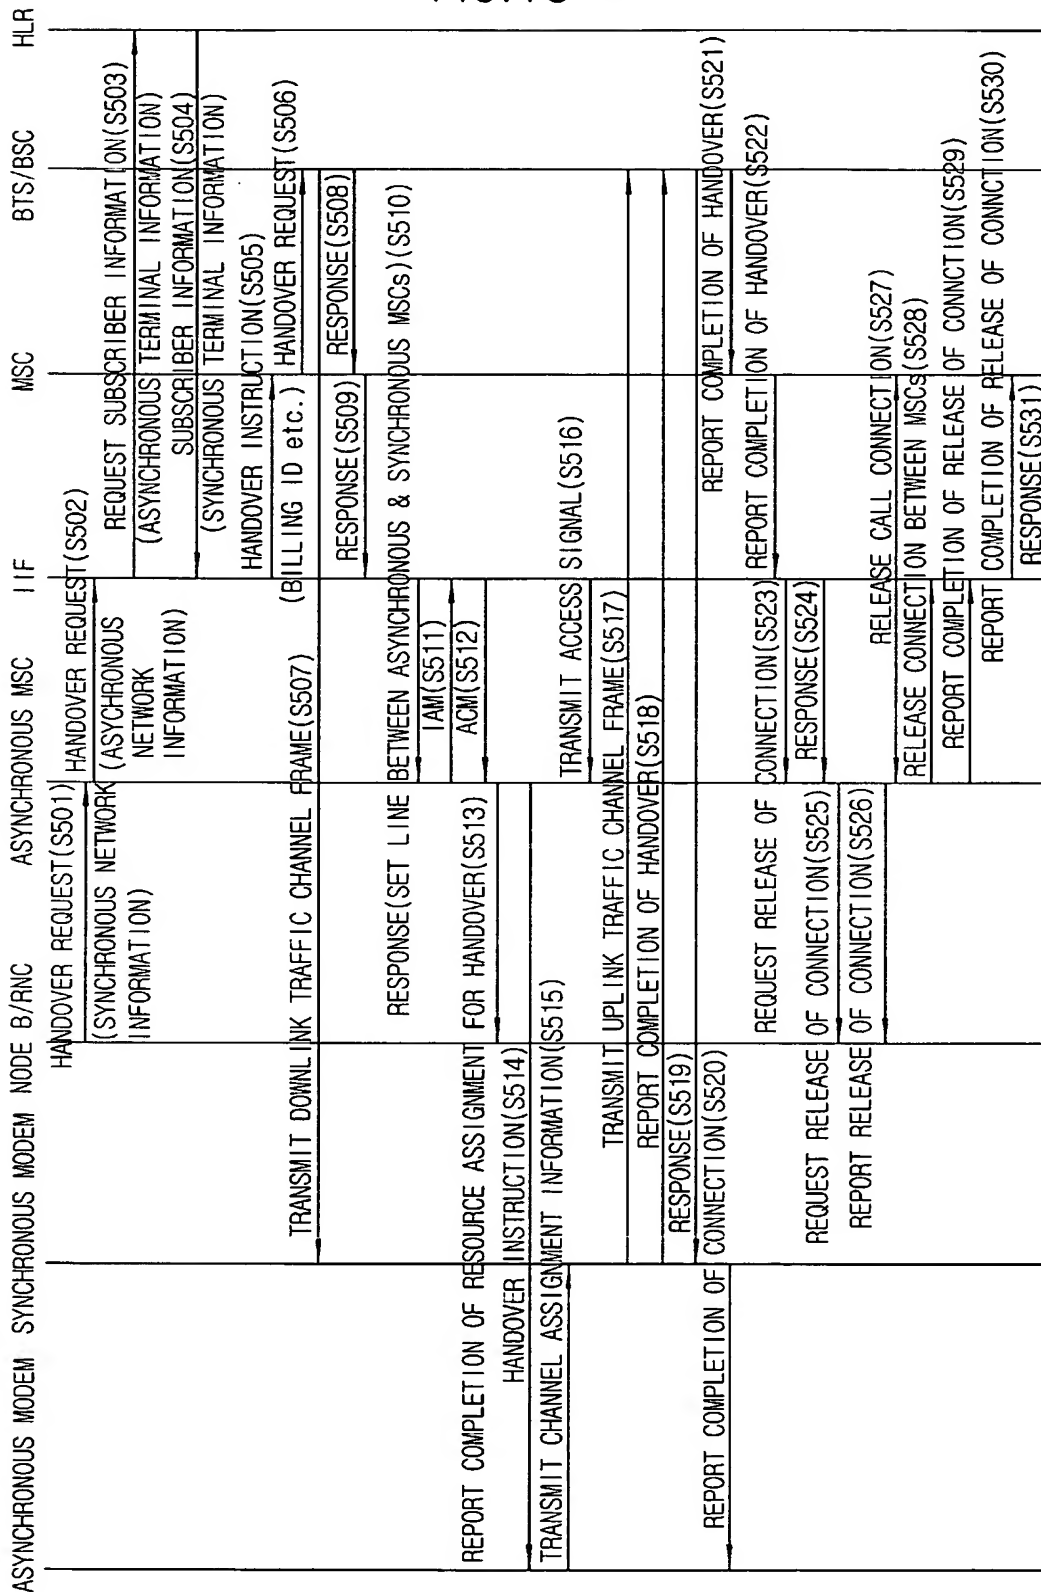 ASYNCHRONOUS MODEM
SYNCHRONOUS MODEM
NODE B/RNC
ASYNCHRONOUS MSC
IIF
MSC
BTS/BSC
HLR
HANDOVER REQUEST(S501)
(SYNCHRONOUS NETWORK
INFORMATION)
HANDOVER REQUEST(S502)
(ASYCHRONOUS
NETWORK
INFORMATION)
REQUEST SUBSCRIBER INFORMATION(S503)
(ASYNCHRONOUS TERMINAL INFORMATION)
SUBSCRIBER INFORMATION(S504)
(SYNCHRONOUS TERMINAL INFORMATION)
HANDOVER INSTRUCTION(S505)
HANDOVER REQUEST(S506)
(BILLING ID etc.)
TRANSMIT DOWNLINK TRAFFIC CHANNEL FRAME(S507)
RESPONSE(S508)
RESPONSE(S509)
RESPONSE(SET LINE BETWEEN ASYNCHRONOUS & SYNCHRONOUS MSCs)(S510)
IAM(S511)
ACM(S512)
REPORT COMPLETION OF RESOURCE ASSIGNMENT FOR HANDOVER(S513)
HANDOVER INSTRUCTION(S514)
TRANSMIT CHANNEL ASSIGNMENT INFORMATION(S515)
TRANSMIT ACCESS SIGNAL(S516)
TRANSMIT UPLINK TRAFFIC CHANNEL FRAME(S517)
REPORT COMPLETION OF HANDOVER(S518)
RESPONSE(S519)
REPORT COMPLETION OF CONNECTION(S520)
REPORT COMPLETION OF HANDOVER(S521)
REPORT COMPLETION OF HANDOVER(S522)
REQUEST RELEASE OF CONNECTION(S523)
RESPONSE(S524)
REQUEST RELEASE OF CONNECTION(S525)
REPORT RELEASE OF CONNECTION(S526)
RELEASE CALL CONNECTION(S527)
RELEASE CONNECTION BETWEEN MSCs(S528)
REPORT COMPLETION OF RELEASE OF CONNCTION(S529)
REPORT COMPLETION OF RELEASE OF CONNCTION(S530)
RESPONSE(S531)